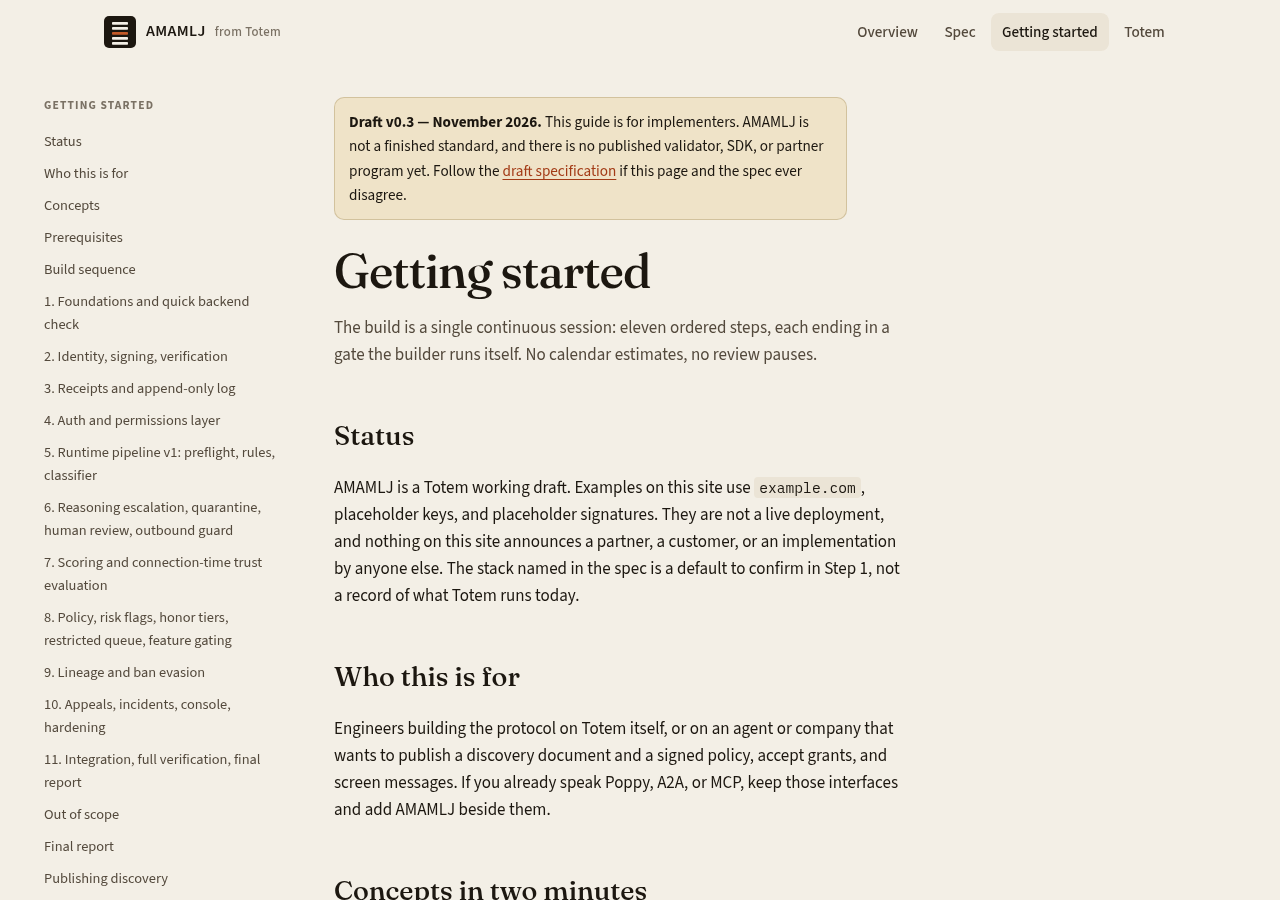 AMAMLJ from Totem
Overview Spec Getting started Totem
GETTING STARTED
Status
Who this is for
Concepts
Prerequisites
Build sequence
1. Foundations and quick backend
check
2. Identity, signing, verification
3. Receipts and append-only log
4. Auth and permissions layer
5. Runtime pipeline v1: preflight, rules,
classifier
6. Reasoning escalation, quarantine,
human review, outbound guard
7. Scoring and connection-time trust
evaluation
8. Policy, risk flags, honor tiers,
restricted queue, feature gating
9. Lineage and ban evasion
10. Appeals, incidents, console,
hardening
11. Integration, full verification, final
report
Out of scope
Final report
Publishing discovery
Draft v0.3 — November 2026. This guide is for implementers. AMAMLJ is
not a finished standard, and there is no published validator, SDK, or partner
program yet. Follow the draft specification if this page and the spec ever
disagree.
Getting started
The build is a single continuous session: eleven ordered steps, each ending in a
gate the builder runs itself. No calendar estimates, no review pauses.
Status
AMAMLJ is a Totem working draft. Examples on this site use example.com,
placeholder keys, and placeholder signatures. They are not a live deployment,
and nothing on this site announces a partner, a customer, or an implementation
by anyone else. The stack named in the spec is a default to confirm in Step 1, not
a record of what Totem runs today.
Who this is for
Engineers building the protocol on Totem itself, or on an agent or company that
wants to publish a discovery document and a signed policy, accept grants, and
screen messages. If you already speak Poppy, A2A, or MCP, keep those interfaces
and add AMAMLJ beside them.
Concepts in two minutes